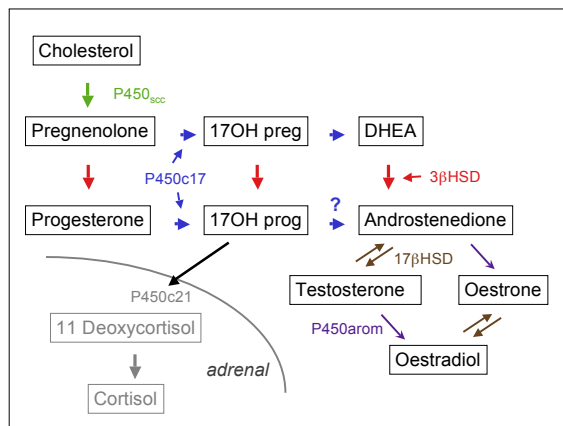 Cholesterol
P450scc
Pregnenolone
17OH preg
DHEA
P450c17
3βHSD
?
Progesterone
17OH prog
Androstenedione
17βHSD
P450c21
Testosterone
Oestrone
11 Deoxycortisol
P450arom
adrenal
Oestradiol
Cortisol